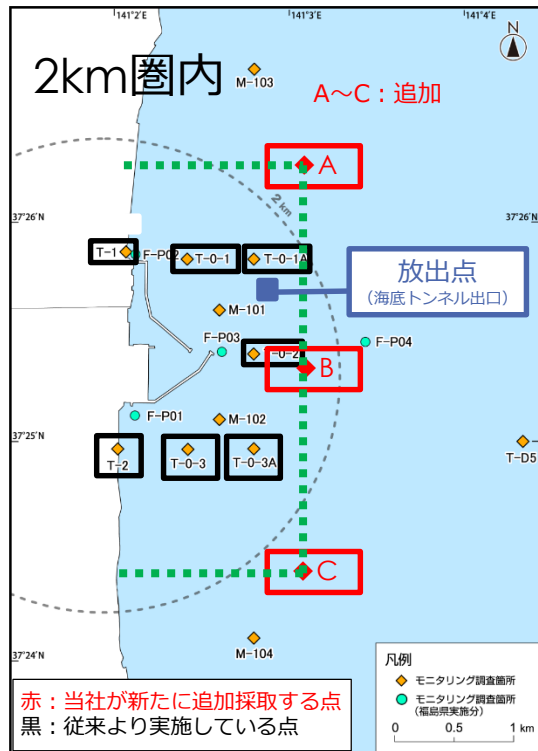 141°2′E
141°3′E
141°4′E
N
2km圏内
M-103
A～C：追加
A
2 km
37°26′N
37°26′N
T-1
F-P02
T-0-1
T-0-1A
放出点
（海底トンネル出口）
M-101
F-P03
T-0-2
F-P04
B
F-P01
M-102
37°25′N
T-2
T-0-3
T-0-3A
T-D5
C
37°24′N
M-104
凡例
モニタリング調査箇所
モニタリング調査箇所
（福島県実施分）
0 0.5 1 km
赤：当社が新たに追加採取する点
黒：従来より実施している点